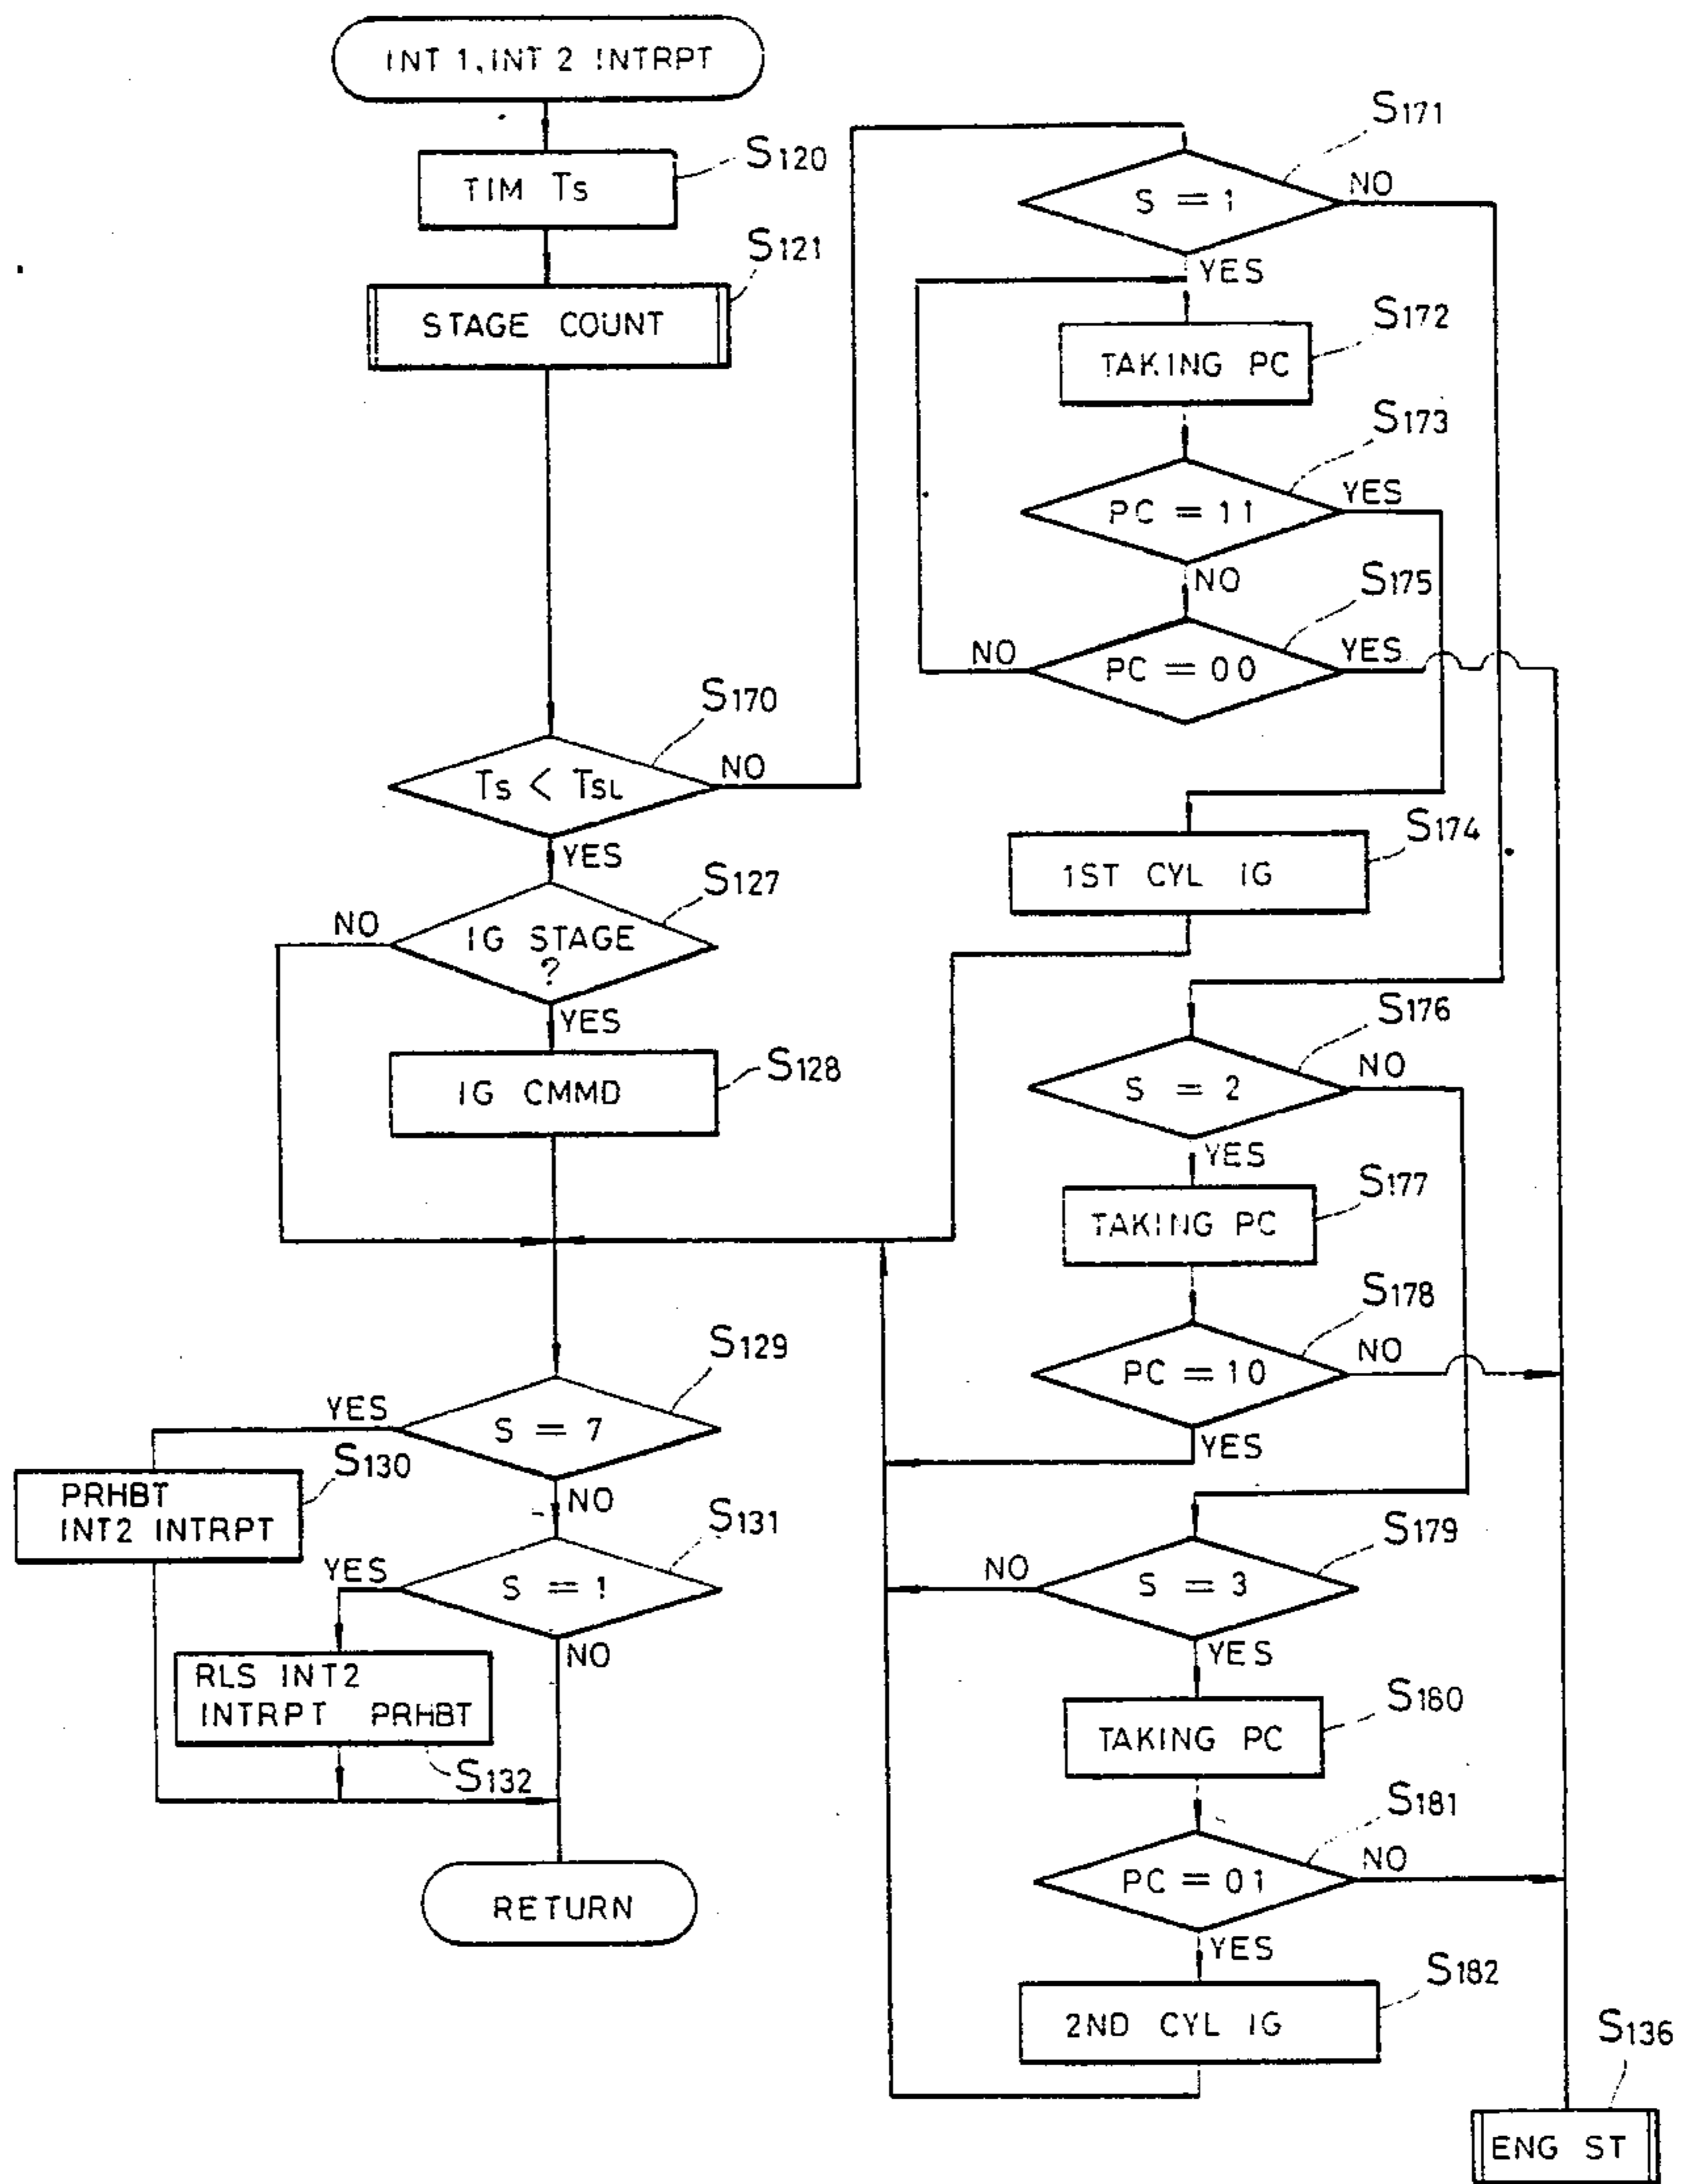 INT 1, INT 2 INTRPT
TIM Ts
S120
STAGE COUNT
S121
Ts < TSL
S170
NO
YES
IG STAGE
?
S127
NO
YES
IG CMMD
S128
S = 7
S129
YES
NO
PRHBT
INT2 INTRPT
S130
S = 1
S131
YES
NO
RLS INT2
INTRPT PRHBT
S132
RETURN
S = 1
S171
NO
YES
TAKING PC
S172
PC = 11
S173
YES
NO
PC = 00
S175
NO
YES
1ST CYL IG
S174
S = 2
S176
NO
YES
TAKING PC
S177
PC = 10
S178
NO
YES
S = 3
S179
NO
YES
TAKING PC
S180
PC = 01
S181
NO
YES
2ND CYL IG
S182
S136
ENG ST